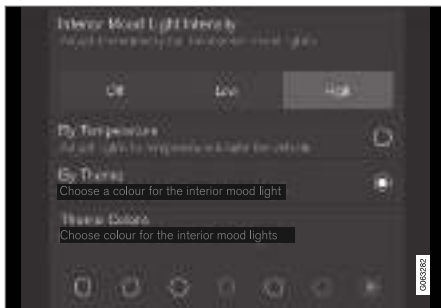 Interior Mood Light Intensity
Off Low High
By Temperature
By Theme
Choose a colour for the interior mood light
Theme Colors
Choose colour for the interior mood lights
G063282